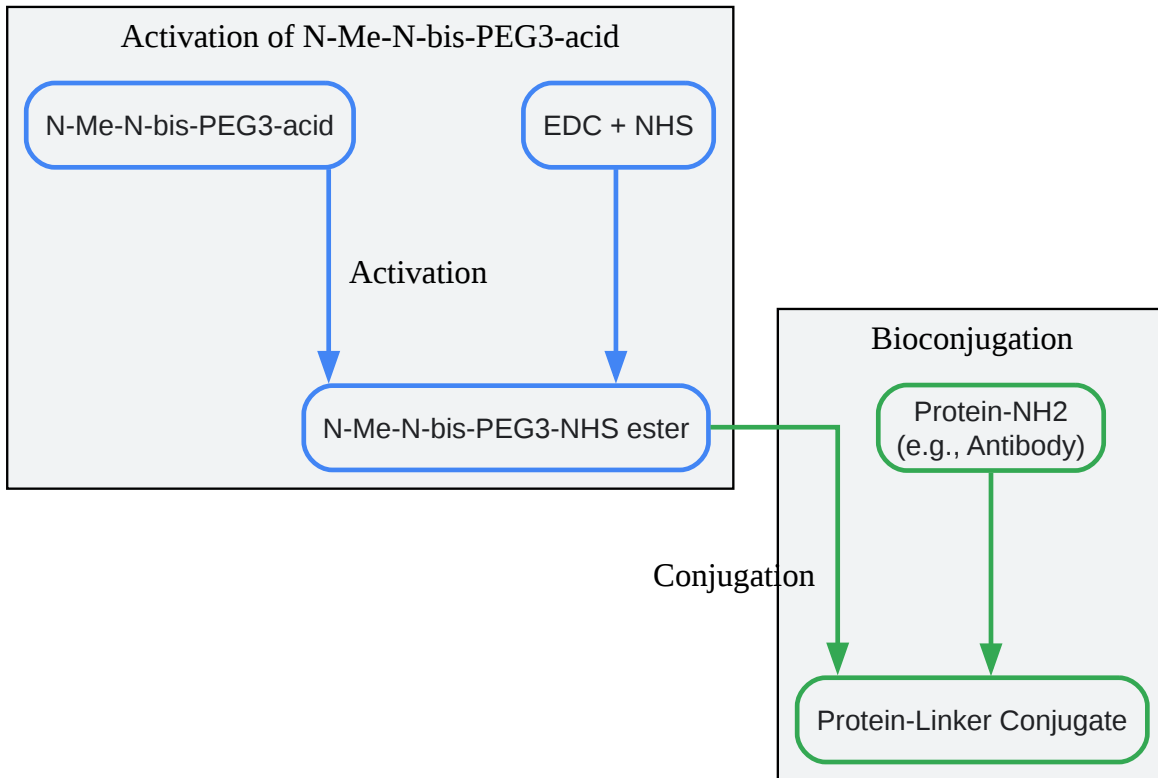 Activation of N-Me-N-bis-PEG3-acid
N-Me-N-bis-PEG3-acid
EDC + NHS
Activation
N-Me-N-bis-PEG3-NHS ester
Bioconjugation
Protein-NH2
(e.g., Antibody)
Conjugation
Protein-Linker Conjugate